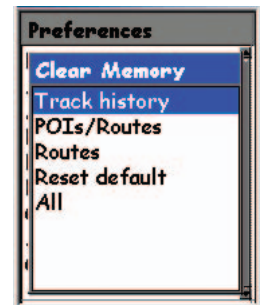 Preferences
Clear Memory
Track history
POIs/Routes
Routes
Reset default
All